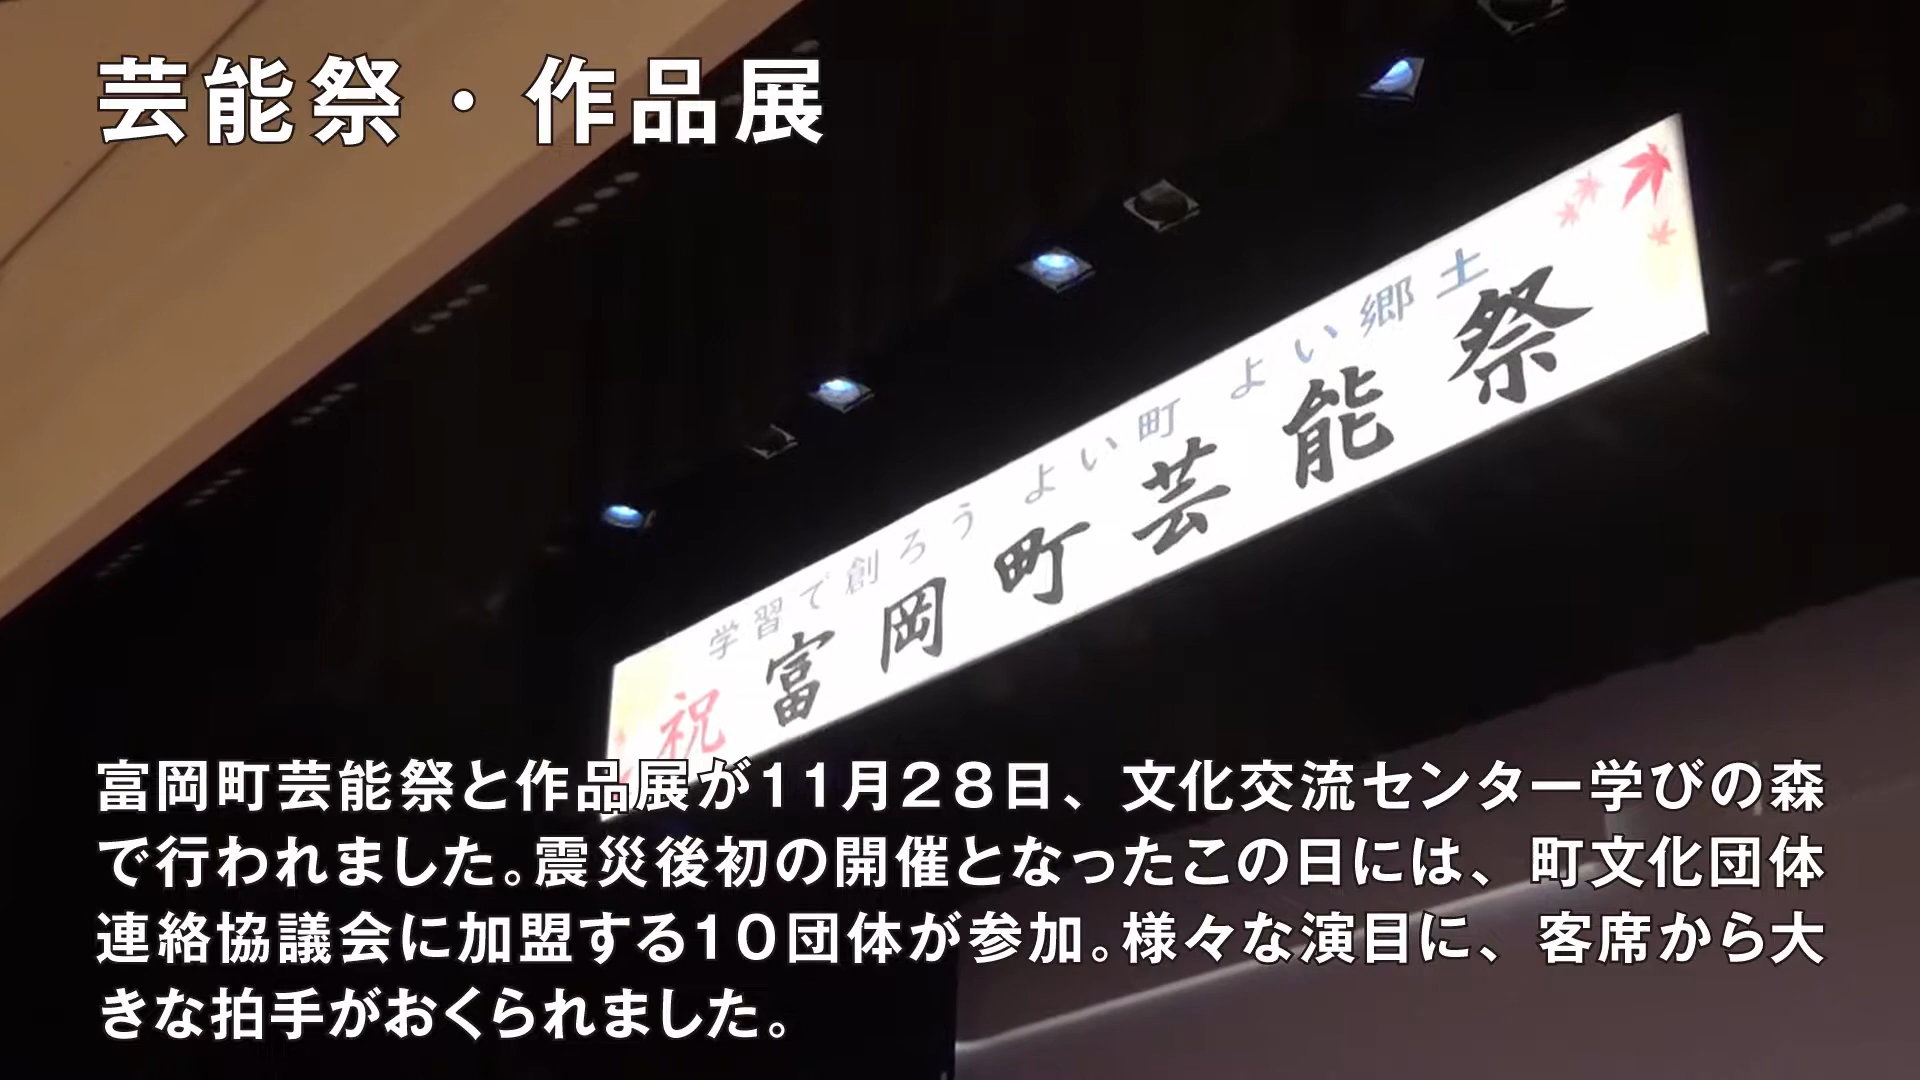 芸能祭・作品展
学習で創ろう よい町 よい郷土
祝 富岡町芸能祭
富岡町芸能祭と作品展が11月28日、文化交流センター学びの森
で行われました。震災後初の開催となったこの日には、町文化団体
連絡協議会に加盟する10団体が参加。様々な演目に、客席から大
きな拍手がおくられました。